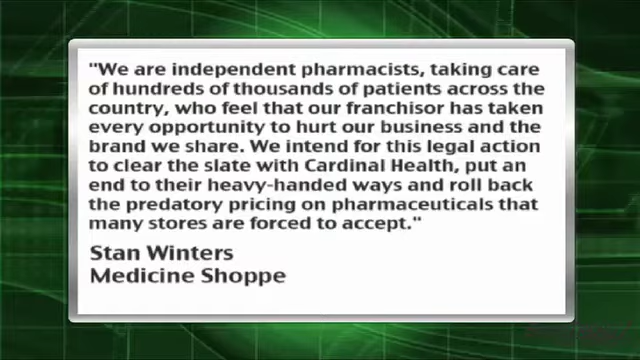 "We are independent pharmacists, taking care
of hundreds of thousands of patients across the
country, who feel that our franchisor has taken
every opportunity to hurt our business and the
brand we share. We intend for this legal action
to clear the slate with Cardinal Health, put an
end to their heavy-handed ways and roll back
the predatory pricing on pharmaceuticals that
many stores are forced to accept."
Stan Winters
Medicine Shoppe